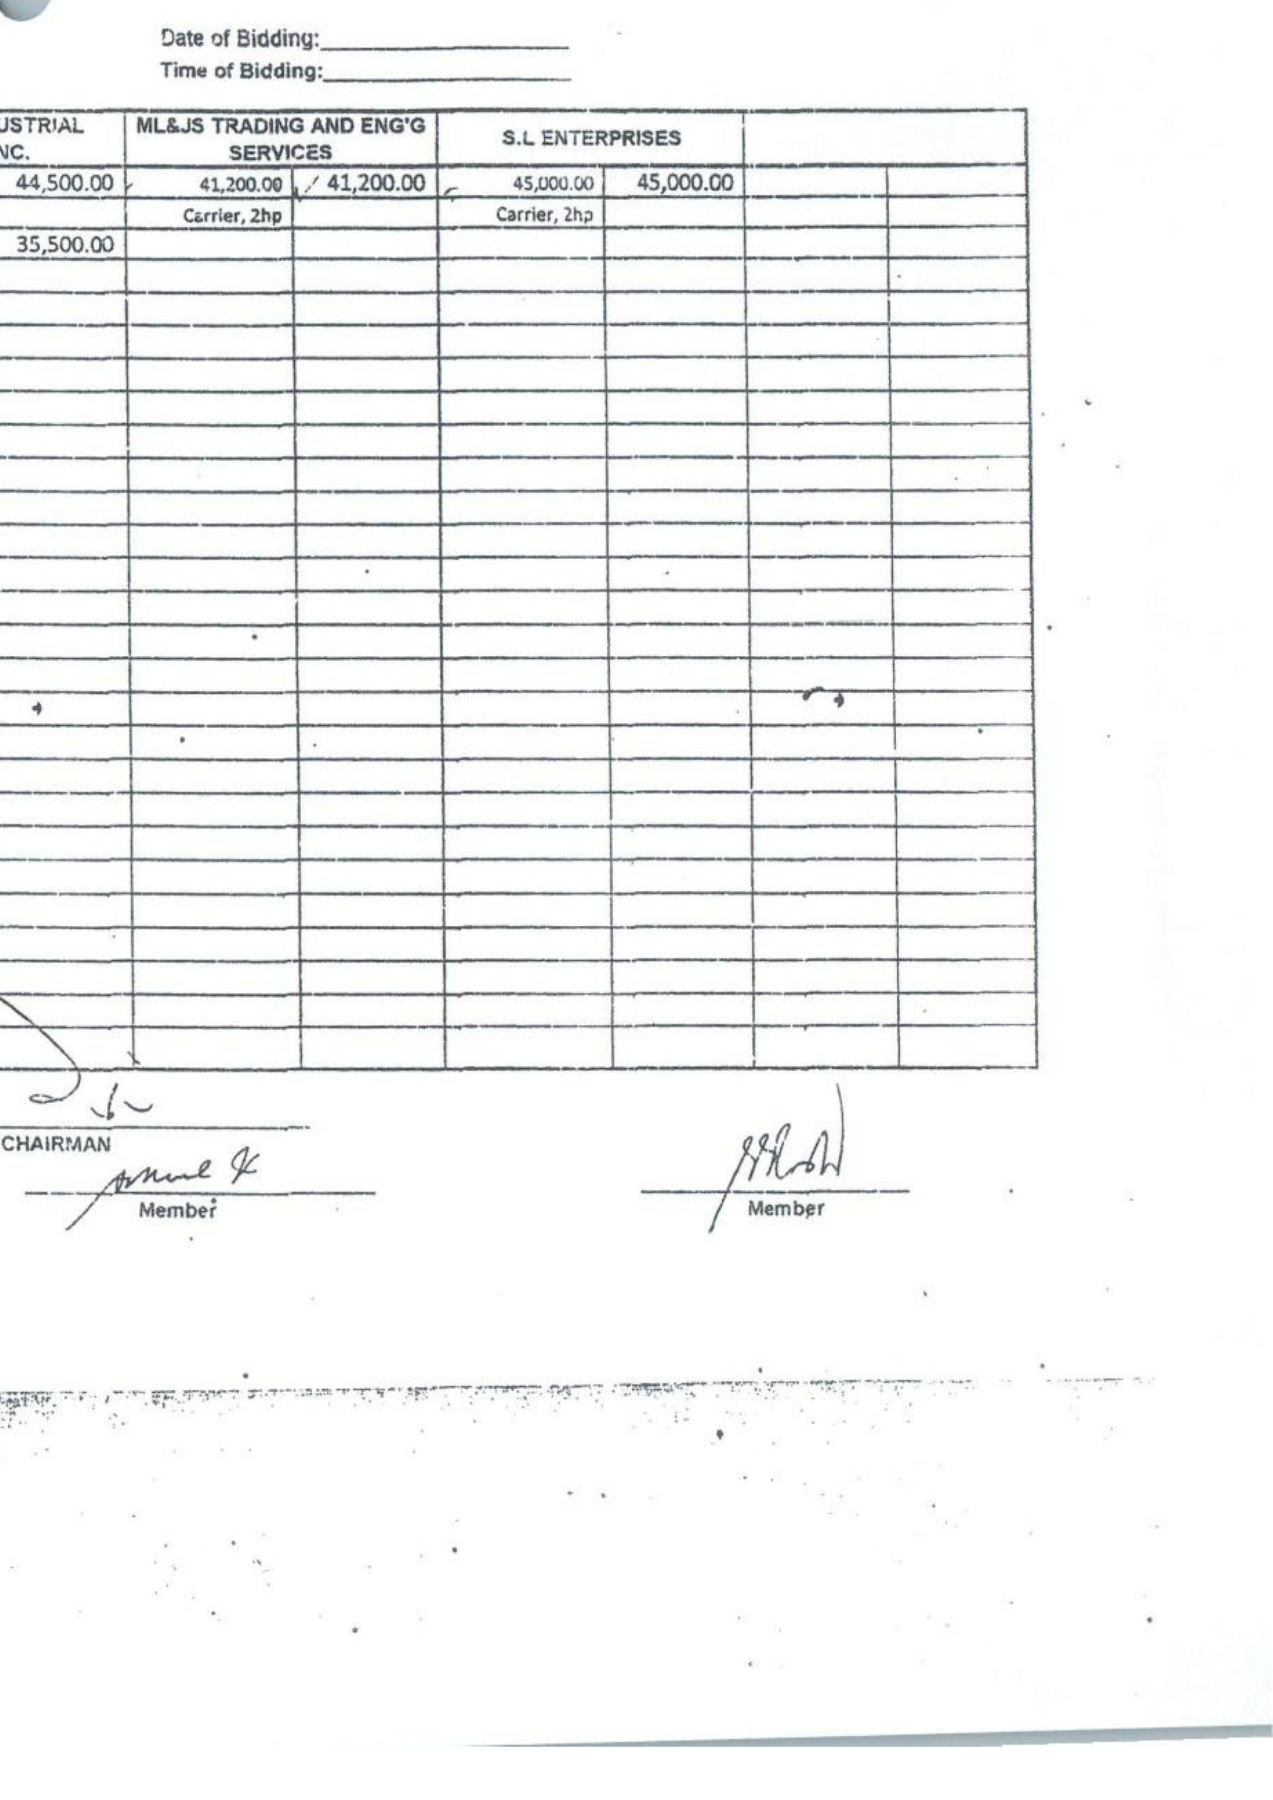 Date of Bidding:
Time of Bidding:
USTRIAL ML&JS TRADING AND ENG'G S.L ENTERPRISES
NC. SERVICES
44,500.00 41,200.00 41,200.00 45,000.00 45,000.00
Carrier, 2hp Carrier, 2hp
35,500.00
CHAIRMAN
Member Member